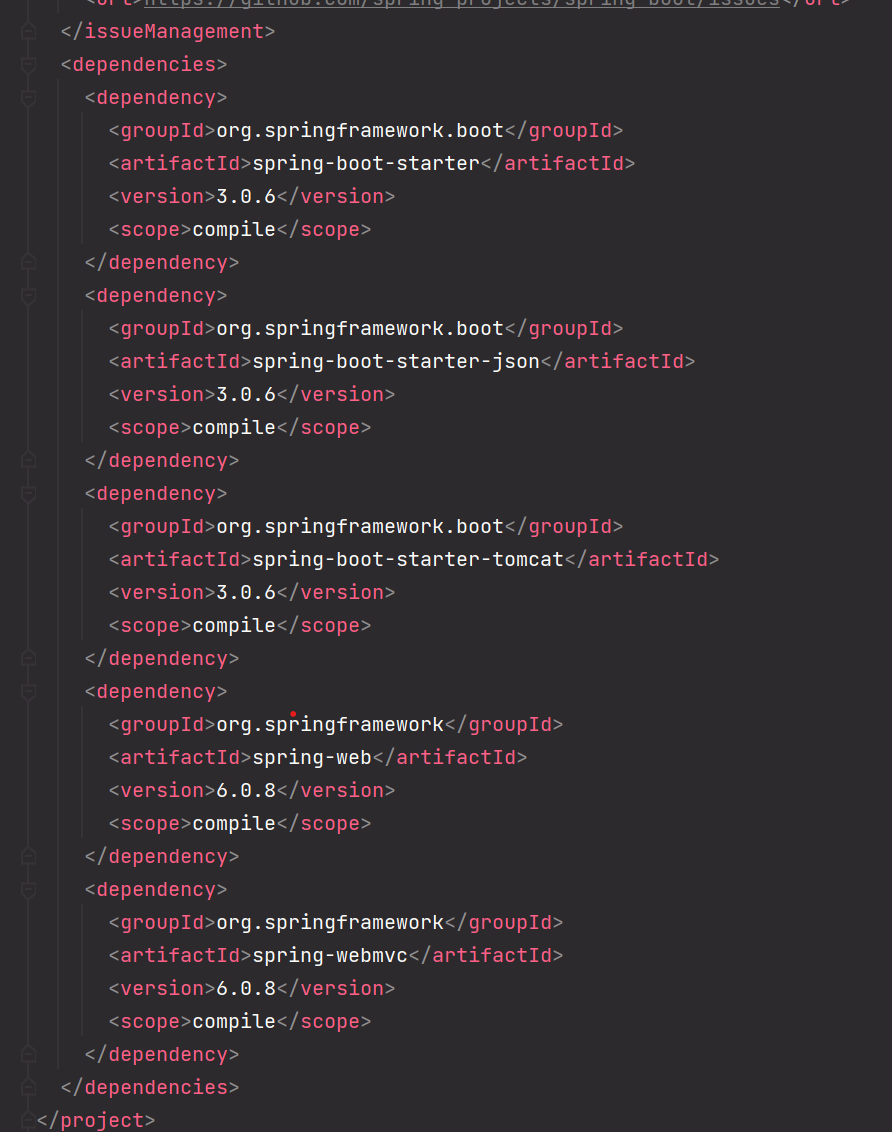 <url>https://github.com/spring-projects/spring-boot/issues</url>
</issueManagement>
<dependencies>
<dependency>
<groupId>org.springframework.boot</groupId>
<artifactId>spring-boot-starter</artifactId>
<version>3.0.6</version>
<scope>compile</scope>
</dependency>
<dependency>
<groupId>org.springframework.boot</groupId>
<artifactId>spring-boot-starter-json</artifactId>
<version>3.0.6</version>
<scope>compile</scope>
</dependency>
<dependency>
<groupId>org.springframework.boot</groupId>
<artifactId>spring-boot-starter-tomcat</artifactId>
<version>3.0.6</version>
<scope>compile</scope>
</dependency>
<dependency>
<groupId>org.springframework</groupId>
<artifactId>spring-web</artifactId>
<version>6.0.8</version>
<scope>compile</scope>
</dependency>
<dependency>
<groupId>org.springframework</groupId>
<artifactId>spring-webmvc</artifactId>
<version>6.0.8</version>
<scope>compile</scope>
</dependency>
</dependencies>
</project>